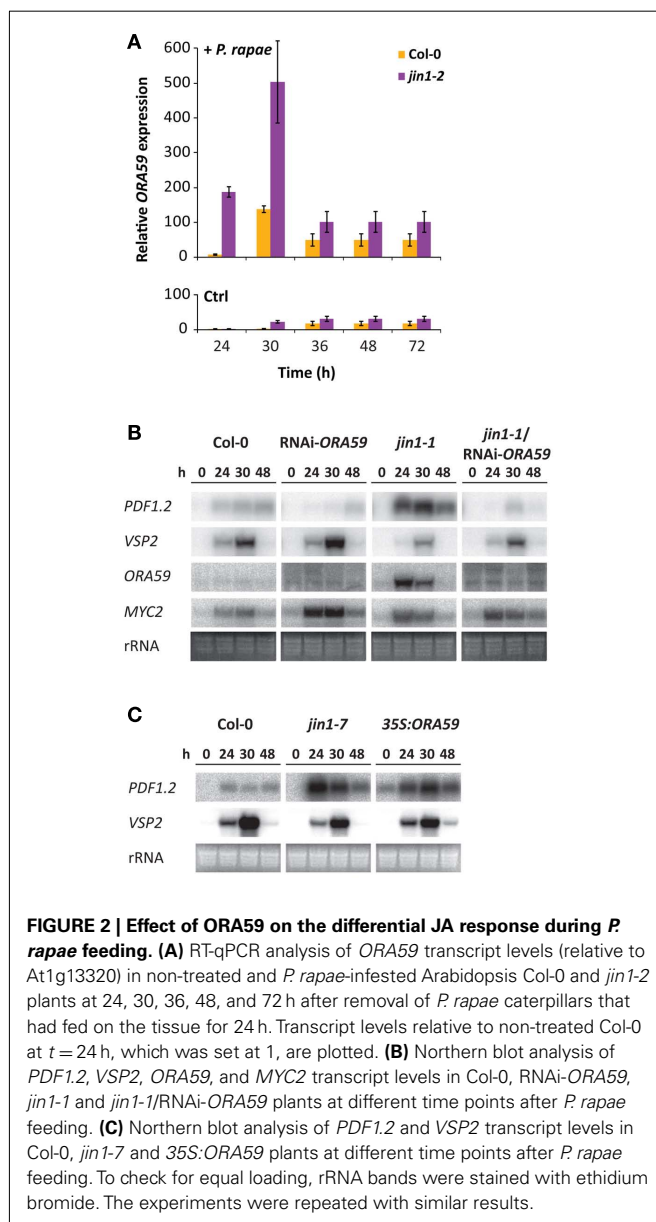 A
+ P. rapae
Col-0
jin1-2
Relative ORA59 expression
600
500
400
300
200
100
0
Ctrl
100
0
24 30 36 48 72
Time (h)
B
Col-0 RNAi-ORA59 jin1-1 jin1-1/
RNAi-ORA59
h 0 24 30 48 0 24 30 48 0 24 30 48 0 24 30 48
PDF1.2
VSP2
ORA59
MYC2
rRNA
C
Col-0 jin1-7 35S:ORA59
h 0 24 30 48 0 24 30 48 0 24 30 48
PDF1.2
VSP2
rRNA
FIGURE 2 | Effect of ORA59 on the differential JA response during P.
rapae feeding. (A) RT-qPCR analysis of ORA59 transcript levels (relative to
At1g13320) in non-treated and P. rapae-infested Arabidopsis Col-0 and jin1-2
plants at 24, 30, 36, 48, and 72 h after removal of P. rapae caterpillars that
had fed on the tissue for 24 h. Transcript levels relative to non-treated Col-0
at t = 24 h, which was set at 1, are plotted. (B) Northern blot analysis of
PDF1.2, VSP2, ORA59, and MYC2 transcript levels in Col-0, RNAi-ORA59,
jin1-1 and jin1-1/RNAi-ORA59 plants at different time points after P. rapae
feeding. (C) Northern blot analysis of PDF1.2 and VSP2 transcript levels in
Col-0, jin1-7 and 35S:ORA59 plants at different time points after P. rapae
feeding. To check for equal loading, rRNA bands were stained with ethidium
bromide. The experiments were repeated with similar results.